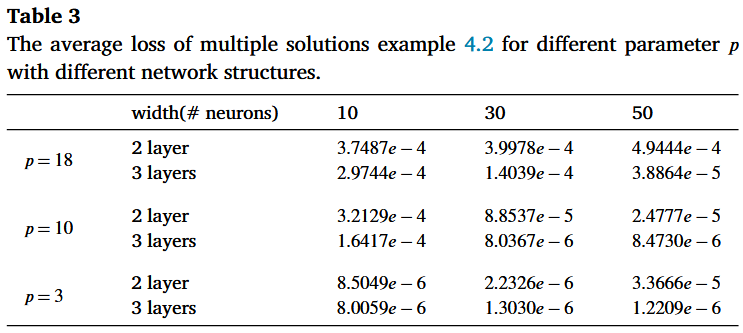 Table 3
The average loss of multiple solutions example 4.2 for different parameter p
with different network structures.
width(# neurons) 10 30 50
p = 18
2 layer 3.7487e − 4 3.9978e − 4 4.9444e − 4
3 layers 2.9744e − 4 1.4039e − 4 3.8864e − 5
p = 10
2 layer 3.2129e − 4 8.8537e − 5 2.4777e − 5
3 layers 1.6417e − 4 8.0367e − 6 8.4730e − 6
p = 3
2 layer 8.5049e − 6 2.2326e − 6 3.3666e − 5
3 layers 8.0059e − 6 1.3030e − 6 1.2209e − 6